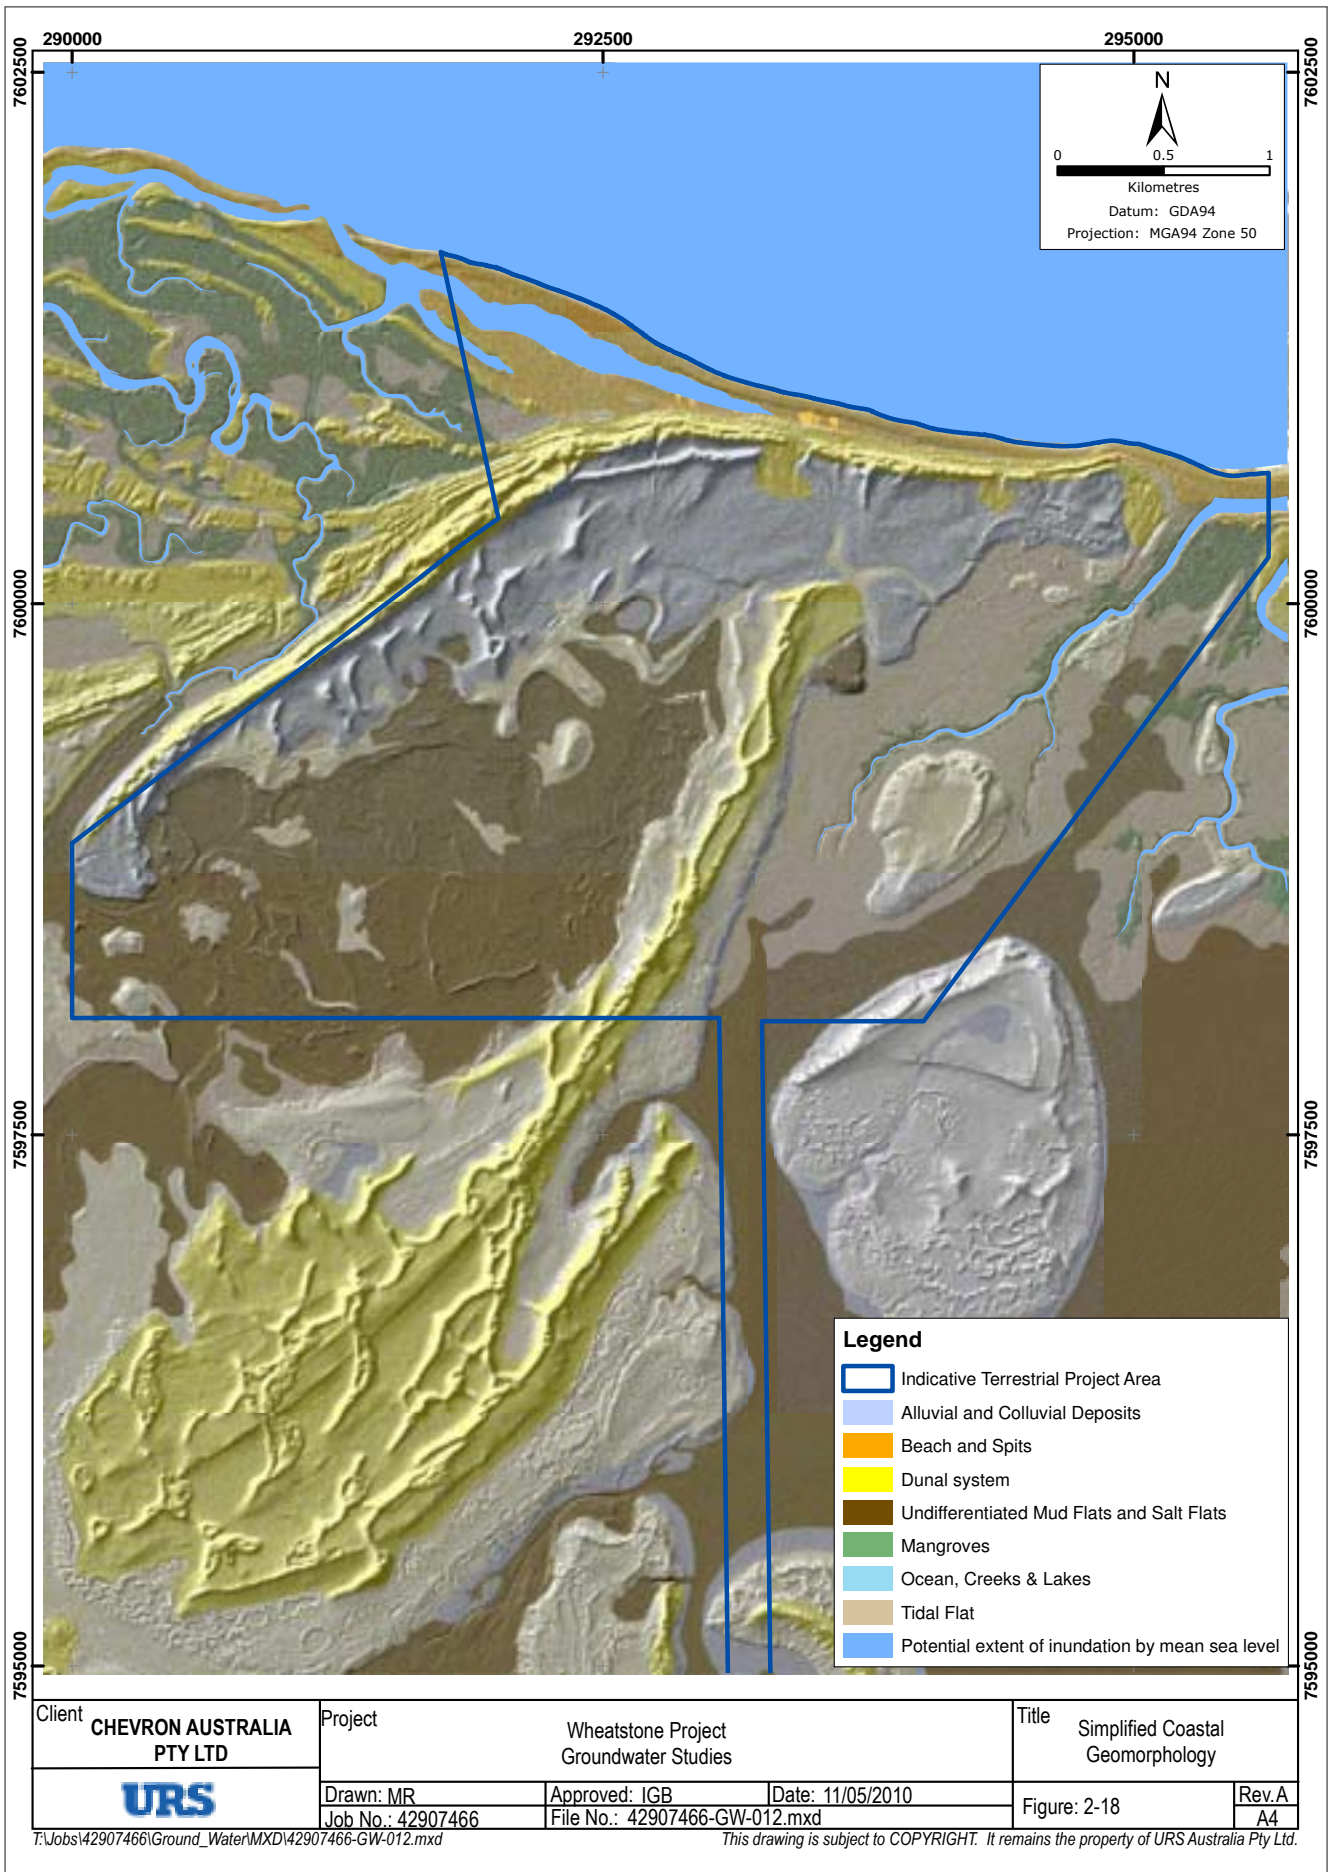 290000
292500
295000
7602500
7602500
N
0 0.5 1
Kilometres
Datum: GDA94
Projection: MGA94 Zone 50
7600000
7600000
7597500
7597500
Legend
Indicative Terrestrial Project Area
Alluvial and Colluvial Deposits
Beach and Spits
Dunal system
Undifferentiated Mud Flats and Salt Flats
Mangroves
Ocean, Creeks & Lakes
Tidal Flat
Potential extent of inundation by mean sea level
7595000
7595000
Client
CHEVRON AUSTRALIA
PTY LTD
URS
Project
Wheatstone Project
Groundwater Studies
Title
Simplified Coastal
Geomorphology
Drawn: MR
Approved: IGB
Date: 11/05/2010
Job No.: 42907466
File No.: 42907466-GW-012.mxd
Figure: 2-18
Rev.A
A4
T:\Jobs\42907466\Ground_Water\MXD\42907466-GW-012.mxd
This drawing is subject to COPYRIGHT. It remains the property of URS Australia Pty Ltd.